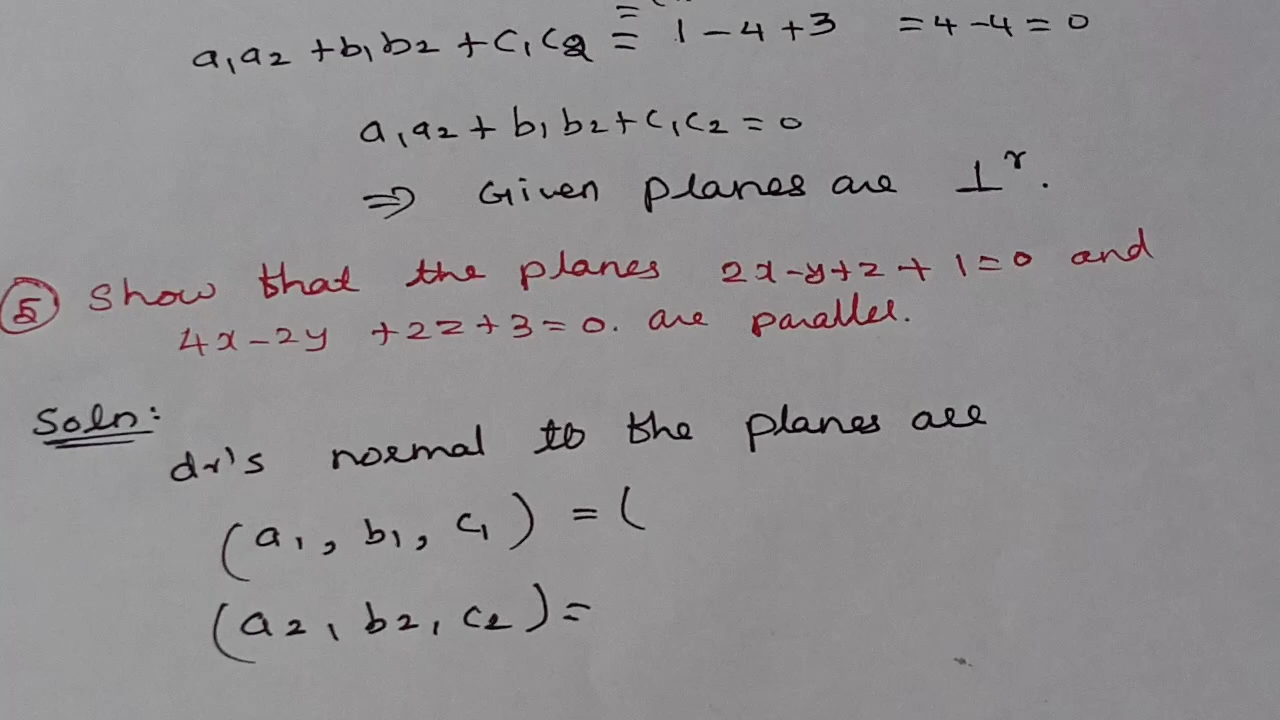 a₁a₂ + b₁b₂ + c₁c₂ = 1 - 4 + 3 = 4 - 4 = 0
a₁a₂ + b₁b₂ + c₁c₂ = 0
⇒ Given planes are ⊥ʳ.
⑤ Show that the planes 2x-y+z+1=0 and
4x-2y+2z+3=0. are parallel.
Soln:
dr's normal to the planes are
(a₁, b₁, c₁) = (
(a₂, b₂, c₂) =